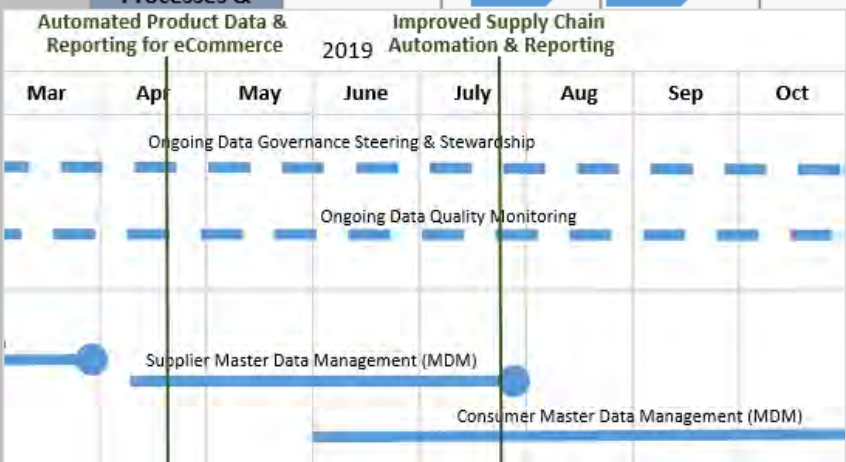 Processes &
Automated Product Data &
Reporting for eCommerce
2019
Improved Supply Chain
Automation & Reporting
Mar Apr May June July Aug Sep Oct
Ongoing Data Governance Steering & Stewardship
Ongoing Data Quality Monitoring
Supplier Master Data Management (MDM)
Consumer Master Data Management (MDM)